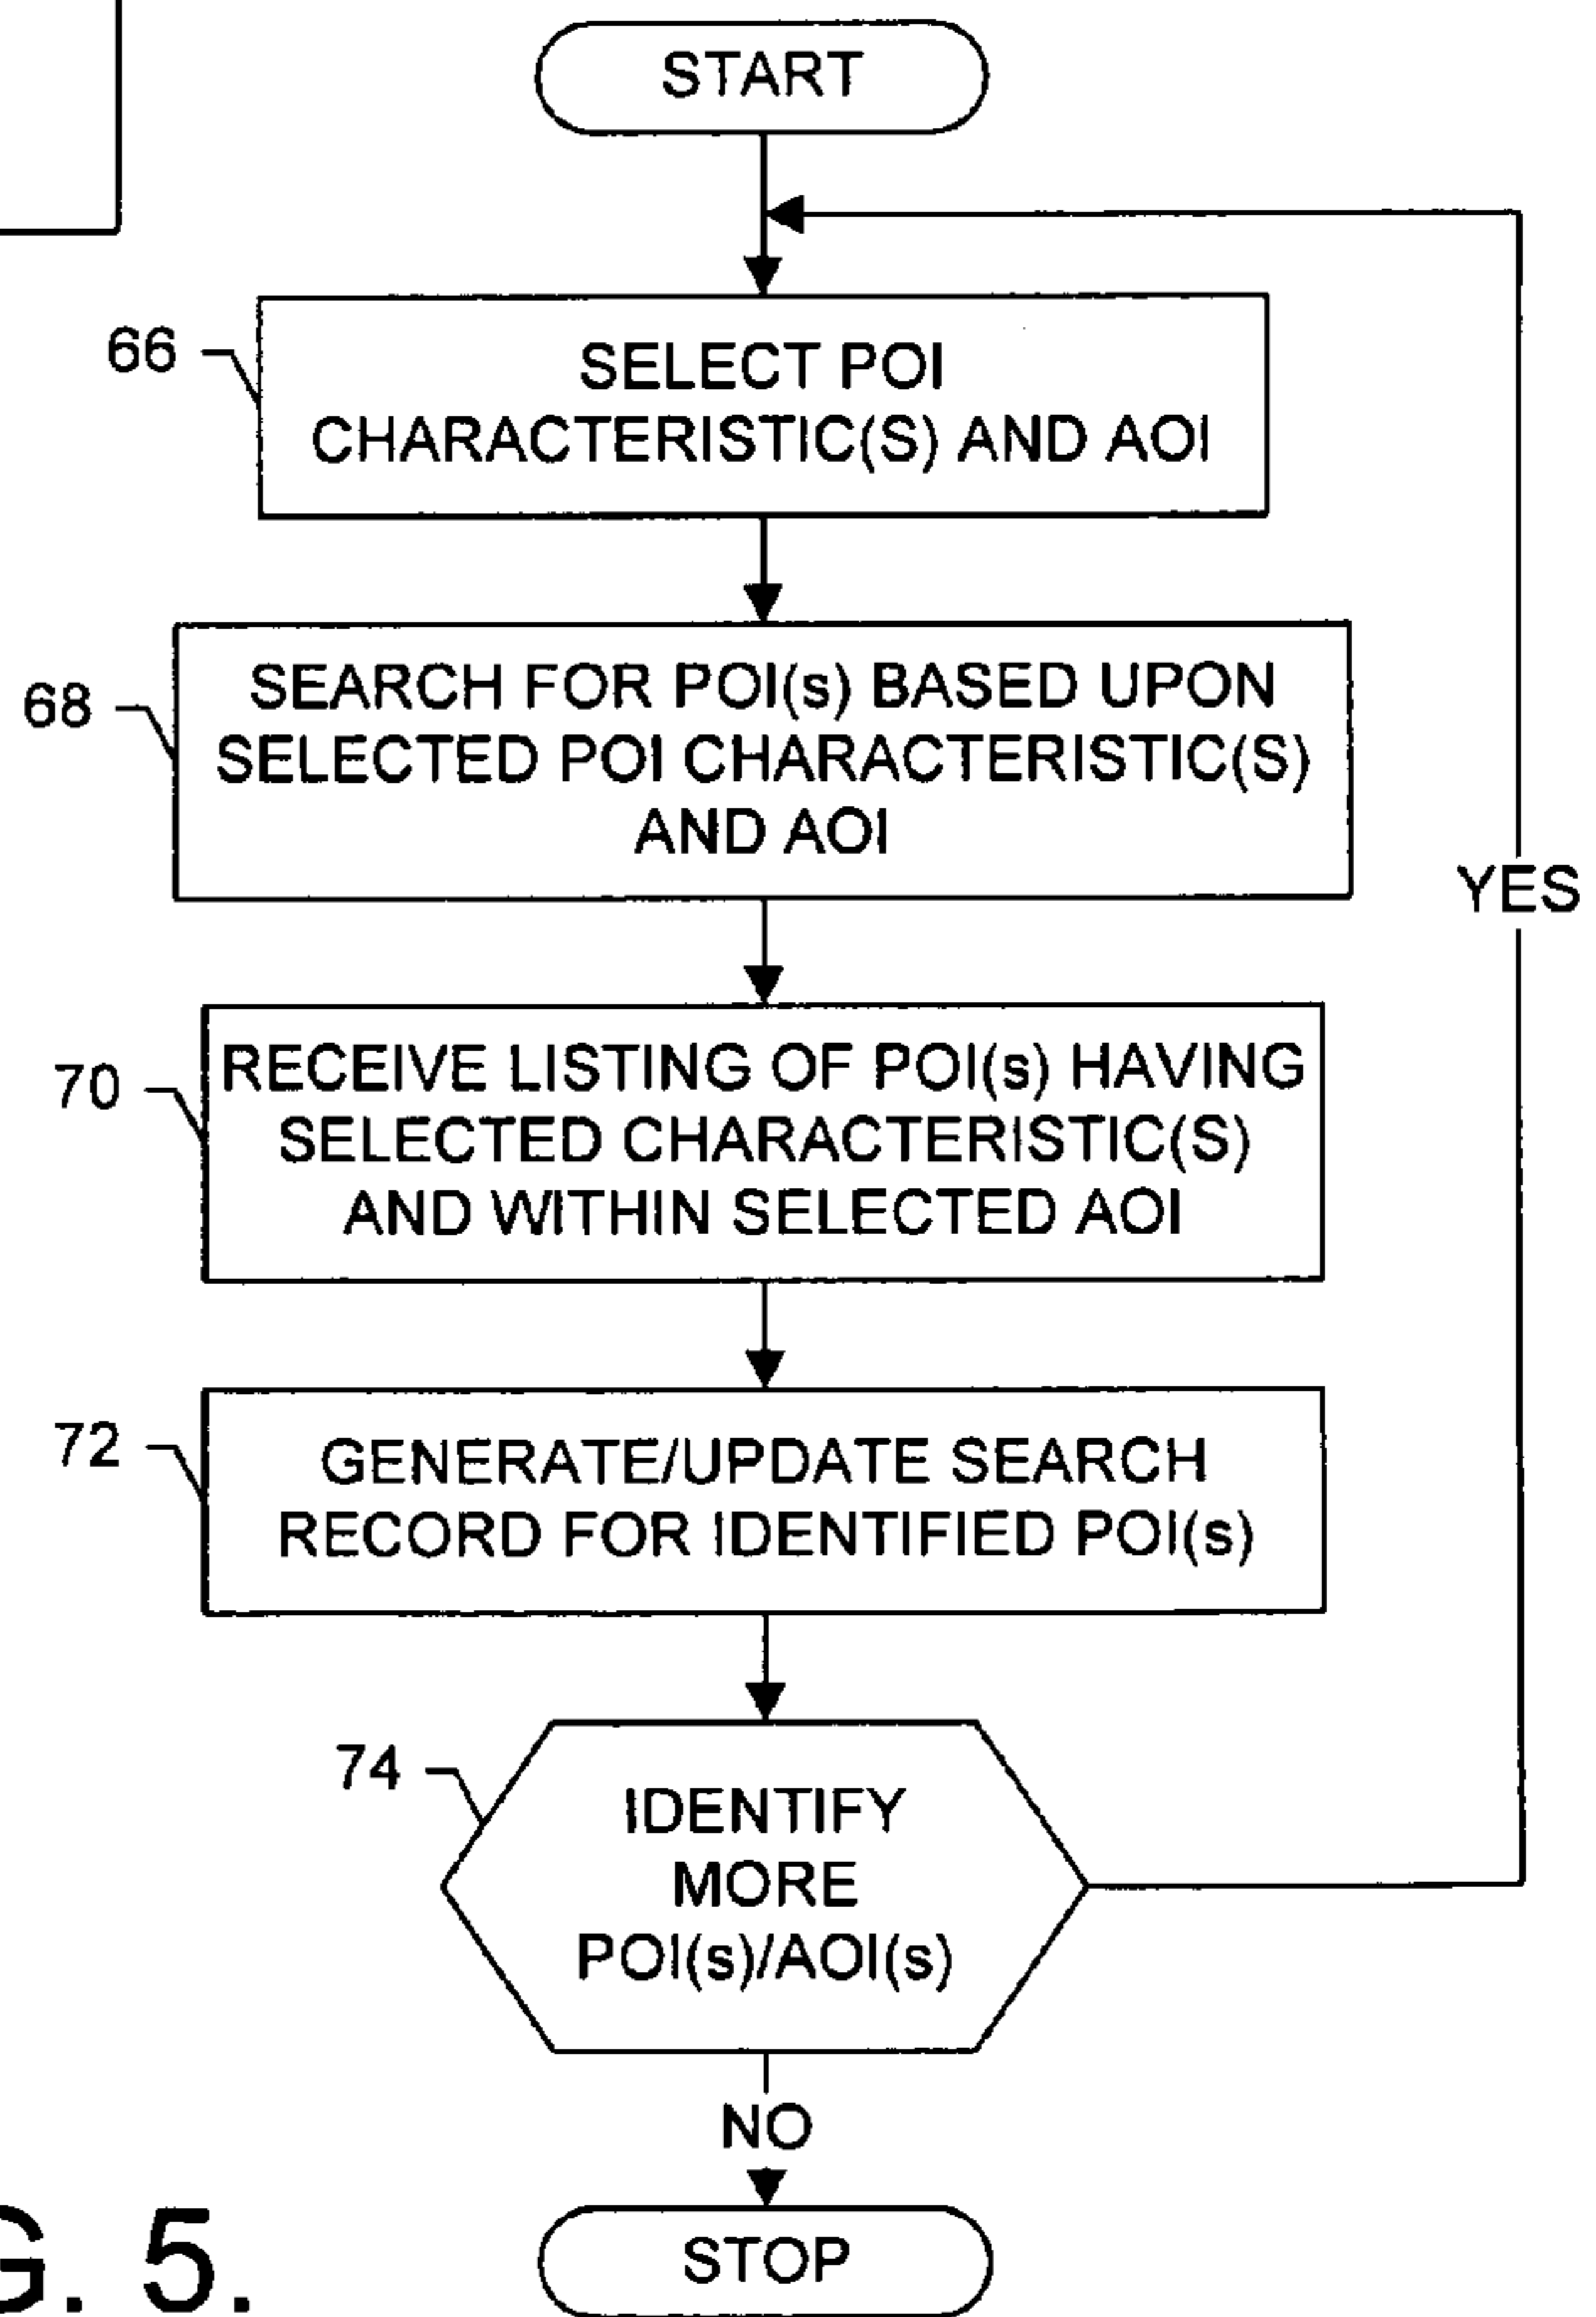 START
66
SELECT POI
CHARACTERISTIC(S) AND AOI
68
SEARCH FOR POI(s) BASED UPON
SELECTED POI CHARACTERISTIC(S)
AND AOI
YES
70
RECEIVE LISTING OF POI(s) HAVING
SELECTED CHARACTERISTIC(S)
AND WITHIN SELECTED AOI
72
GENERATE/UPDATE SEARCH
RECORD FOR IDENTIFIED POI(s)
74
IDENTIFY
MORE
POI(s)/AOI(s)
NO
STOP
G. 5.